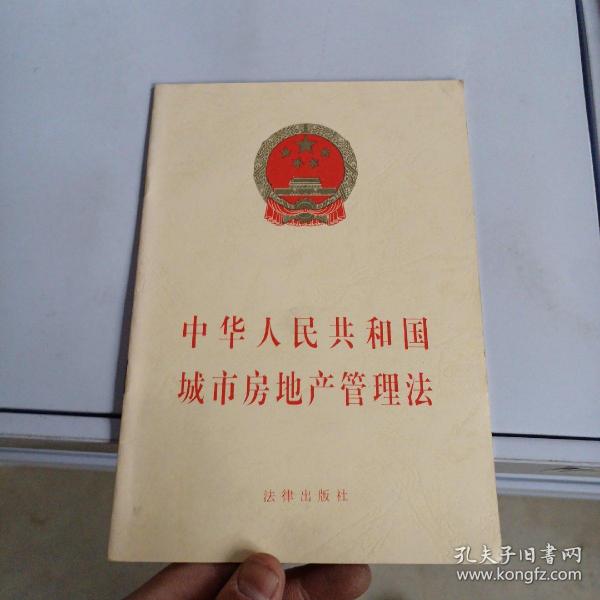 中华人民共和国
城市房地产管理法
法律出版社
孔夫子旧书网
www.kongfz.com